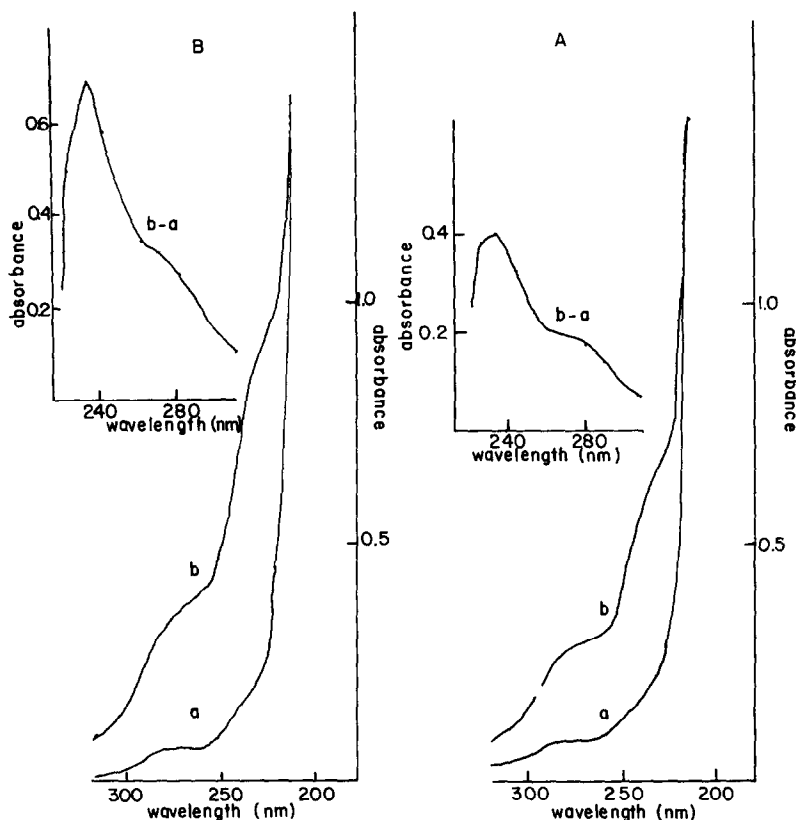 B
0.6
0.4
0.2
absorbance
b-a
240 280
wavelength (nm)
1.0
0.5
absorbance
b
a
300 250 200
wavelength (nm)
A
0.4
0.2
absorbance
b-a
240 280
wavelength (nm)
1.0
0.5
absorbance
b
a
300 250 200
wavelength (nm)